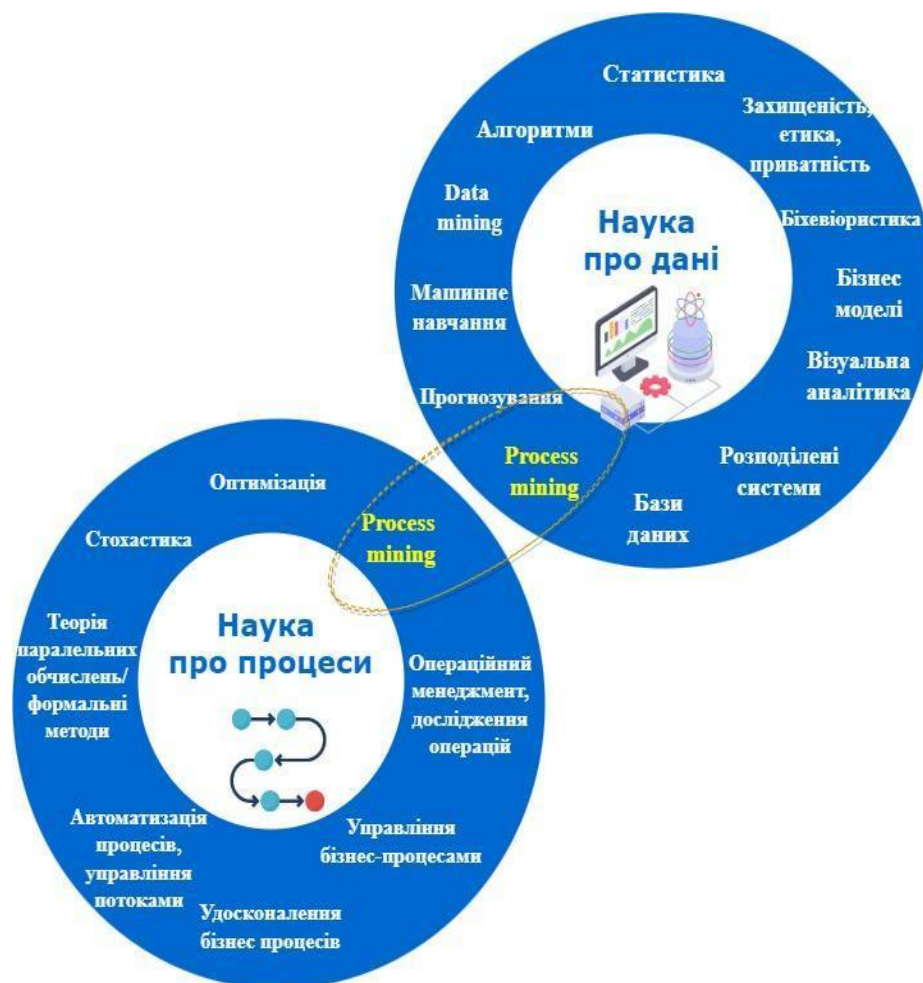 Статистика
Захищеність,
етика,
приватність
Алгоритми
Data
mining
Біхевіористика
Наука
про дані
Бізнес
моделі
Машинне
навчання
Візуальна
аналітика
Прогнозування
Process
mining
Розподілені
системи
Бази
даних
Оптимізація
Process
mining
Стохастика
Теорія
паралельних
обчислень/
формальні
методи
Наука
про процеси
Операційний
менеджмент,
дослідження
операцій
Автоматизація
процесів,
управління
потоками
Управління
бізнес-процесами
Удосконалення
бізнес процесів